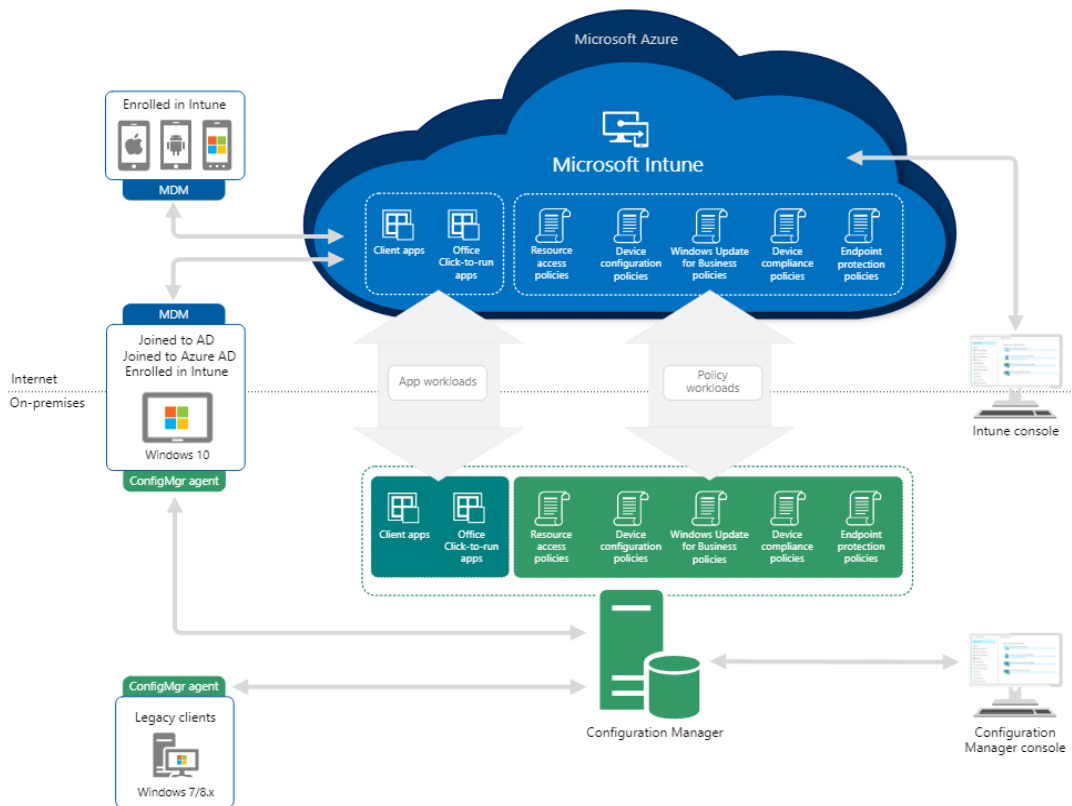 Microsoft Azure
Enrolled in Intune
MDM
Microsoft Intune
Client apps
Office
Click-to-run
apps
Resource
access
policies
Device
configuration
policies
Windows Update
for Business
policies
Device
compliance
policies
Endpoint
protection
policies
MDM
Joined to AD
Joined to Azure AD
Enrolled in Intune
Windows 10
ConfigMgr agent
Internet
On-premises
App workloads
Policy
workloads
Intune console
Client apps
Office
Click-to-run
apps
Resource
access
policies
Device
configuration
policies
Windows Update
for Business
policies
Device
compliance
policies
Endpoint
protection
policies
ConfigMgr agent
Legacy clients
Windows 7/8.x
Configuration Manager
Configuration
Manager console